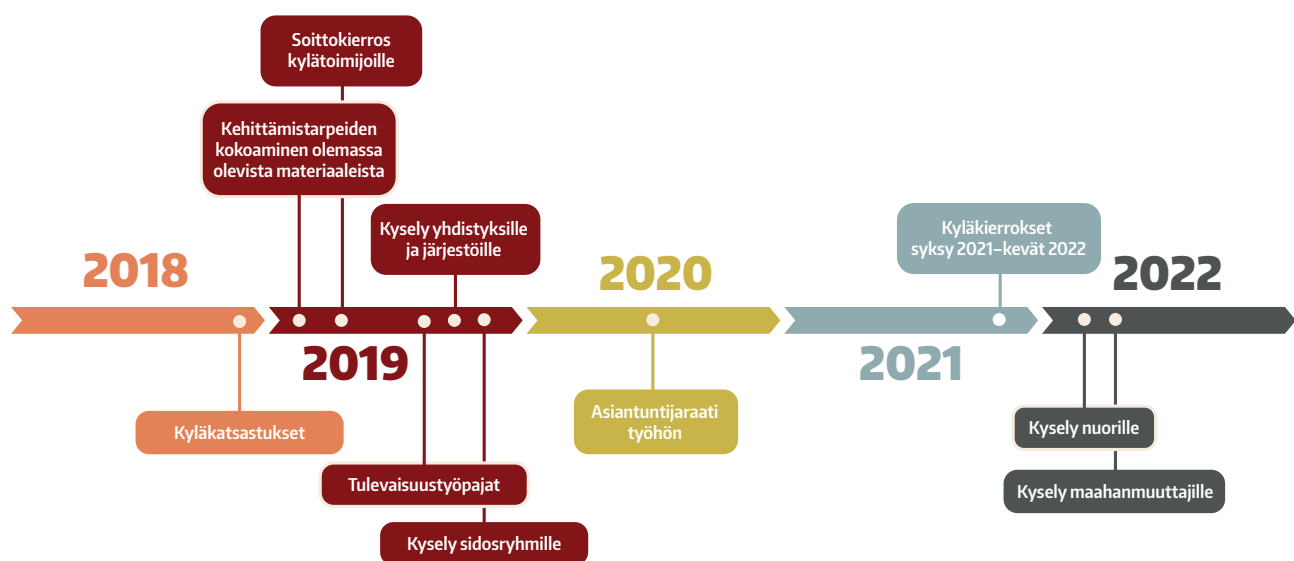 Soittokierros
kylätoimijoille
Kehittämistarpeiden
kokoaminen olemassa
olevista materiaaleista
Kysely yhdistyksille
ja järjestöille
Kyläkierrokset
syksy 2021–kevät 2022
2018
2020
2022
2019
2021
Kyläkatsastukset
Asiantuntijaraati
työhön
Kysely nuorille
Tulevaisuustyöpajat
Kysely maahanmuuttajille
Kysely sidosryhmille